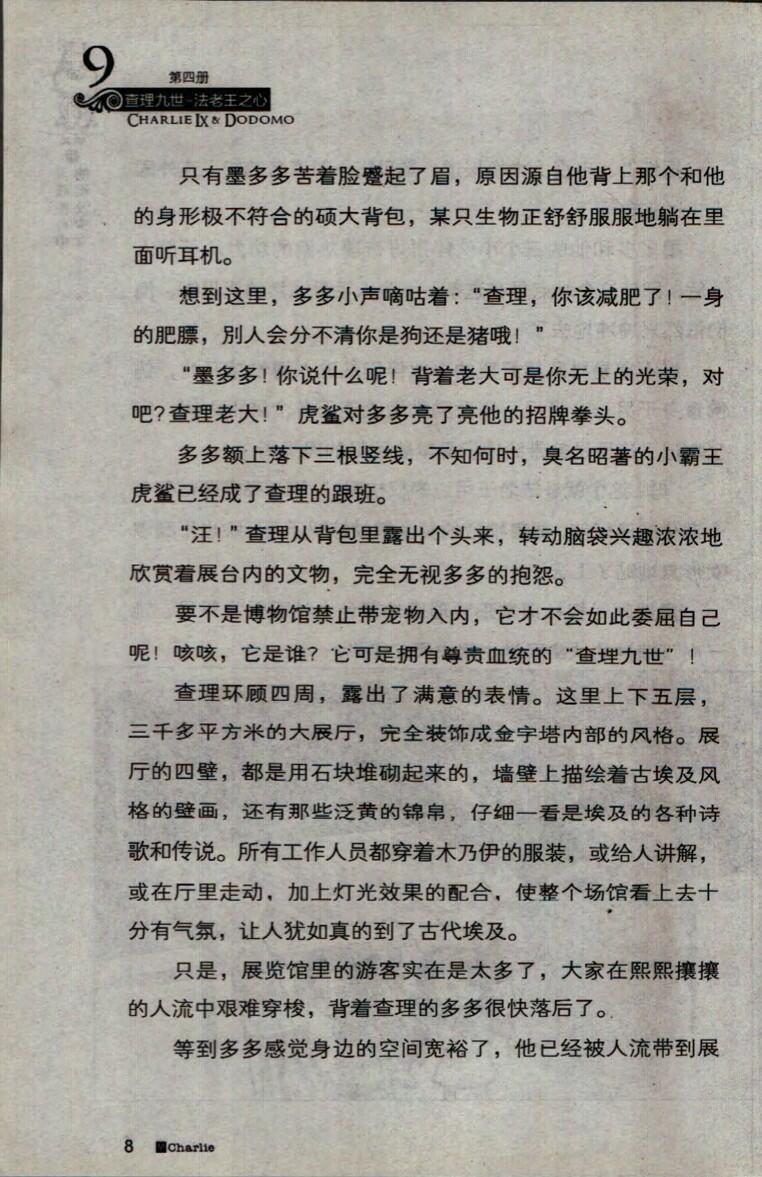 9
第四册
查理九世-法老王之心
CHARLIE IX & DODOMO
只有墨多多苦着脸蹙起了眉，原因源自他背上那个和他
的身形极不符合的硕大背包，某只生物正舒舒服服地躺在里
面听耳机。
想到这里，多多小声嘀咕着：“查理，你该减肥了！一身
的肥膘，别人会分不清你是狗还是猪哦！”
“墨多多！你说什么呢！背着老大可是你无上的光荣，对
吧？查理老大！”虎鲨对多多亮了亮他的招牌拳头。
多多额上落下三根竖线，不知何时，臭名昭著的小霸王
虎鲨已经成了查理的跟班。
“汪！”查理从背包里露出个头来，转动脑袋兴趣浓浓地
欣赏着展台内的文物，完全无视多多的抱怨。
要不是博物馆禁止带宠物入内，它才不会如此委屈自己
呢！咳咳，它是谁？它可是拥有尊贵血统的“查理九世”！
查理环顾四周，露出了满意的表情。这里上下五层，
三千多平方米的大展厅，完全装饰成金字塔内部的风格。展
厅的四壁，都是用石块堆砌起来的，墙壁上描绘着古埃及风
格的壁画，还有那些泛黄的锦帛，仔细一看是埃及的各种诗
歌和传说。所有工作人员都穿着木乃伊的服装，或给人讲解，
或在厅里走动，加上灯光效果的配合，使整个场馆看上去十
分有气氛，让人犹如真的到了古代埃及。
只是，展览馆里的游客实在是太多了，大家在熙熙攘攘
的人流中艰难穿梭，背着查理的多多很快落后了。
等到多多感觉身边的空间宽裕了，他已经被人流带到展
8 Charlie